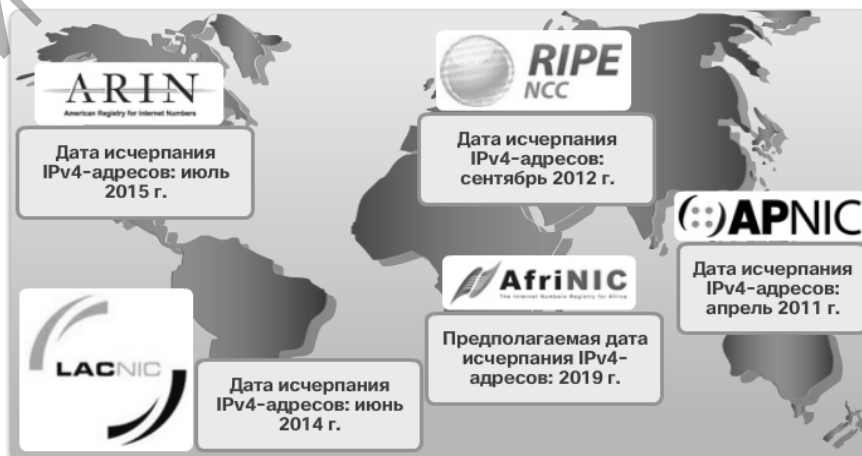 ARIN
American Registry for Internet Numbers
Дата исчерпания
IPv4-адресов: июль
2015 г.
RIPE
NCC
Дата исчерпания
IPv4-адресов:
сентябрь 2012 г.
APNIC
Дата исчерпания
IPv4-адресов:
апрель 2011 г.
AfriNIC
The Internet Numbers Registry for Africa
Предполагаемая дата
исчерпания IPv4-
адресов: 2019 г.
LACNIC
Дата исчерпания
IPv4-адресов: июнь
2014 г.